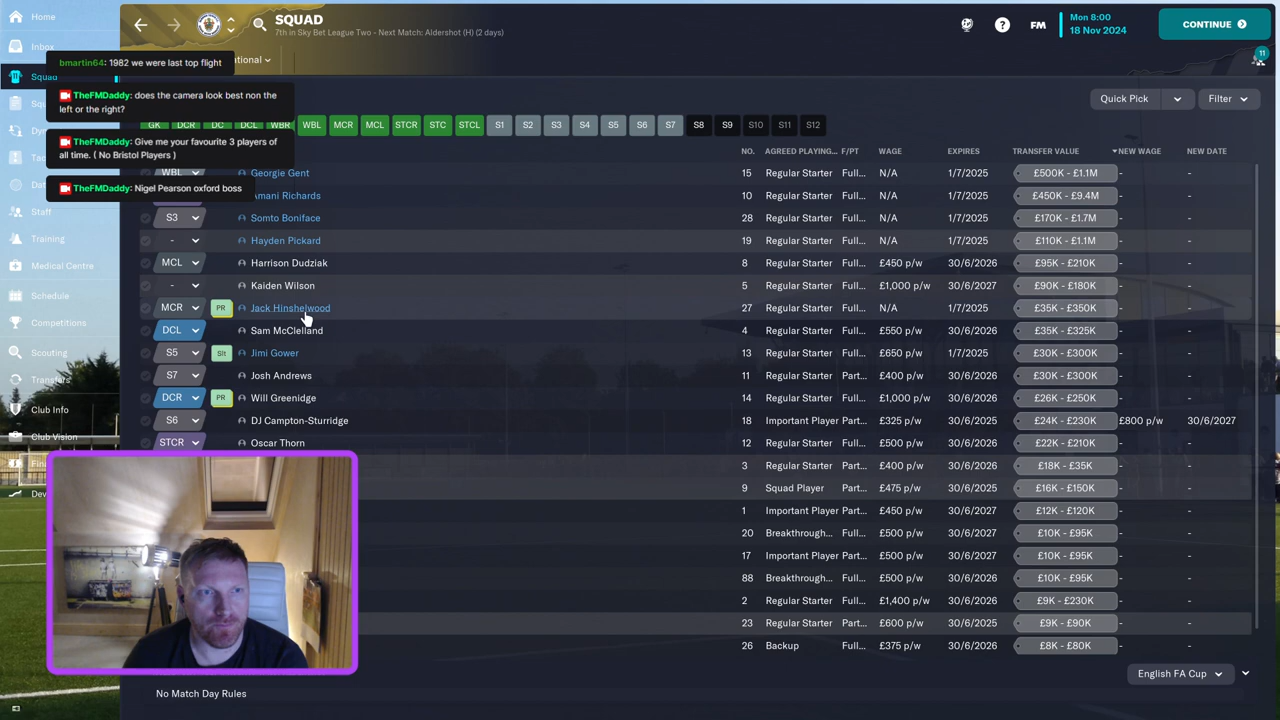 Home
SQUAD
7th in Sky Bet League Two - Next Match: Aldershot (H) (2 days)
FM
Mon 8:00
18 Nov 2024
CONTINUE
Inbox
11
bmartin64: 1982 we were last top flight
ational
Squad
TheFMDaddy: does the camera look best non the
left or the right?
Quick Pick
Filter
GK DCR DC DCL WBR WBL MCR MCL STCR STC STCL S1 S2 S3 S4 S5 S6 S7 S8 S9 S10 S11 S12
TheFMDaddy: Give me your favourite 3 players
of all time. ( No Bristol Players )
TheFMDaddy: Nigel Pearson oxford boss
NO. AGREED PLAYING... F/PT WAGE EXPIRES TRANSFER VALUE NEW WAGE NEW DATE
WBL Georgie Gent 15 Regular Starter Full... N/A 1/7/2025 £500K - £1.1M - -
Amani Richards 10 Regular Starter Full... N/A 1/7/2025 £450K - £9.4M - -
S3 Somto Boniface 28 Regular Starter Full... N/A 1/7/2025 £170K - £1.7M - -
- Hayden Pickard 19 Regular Starter Full... N/A 1/7/2025 £110K - £1.1M - -
MCL Harrison Dudziak 8 Regular Starter Full... £450 p/w 30/6/2026 £95K - £210K - -
- Kaiden Wilson 5 Regular Starter Full... £1,000 p/w 30/6/2027 £90K - £180K - -
MCR PR Jack Hinshelwood 27 Regular Starter Full... N/A 1/7/2025 £35K - £350K - -
DCL Sam McClelland 4 Regular Starter Full... £550 p/w 30/6/2026 £35K - £325K - -
S5 Slt Jimi Gower 13 Regular Starter Full... £650 p/w 1/7/2025 £30K - £300K - -
S7 Josh Andrews 11 Regular Starter Part... £400 p/w 30/6/2026 £30K - £300K - -
DCR PR Will Greenidge 14 Regular Starter Full... £1,000 p/w 30/6/2026 £26K - £250K - -
S6 DJ Campton-Sturridge 18 Important Player Part... £325 p/w 30/6/2025 £24K - £230K £800 p/w 30/6/2027
STCR Oscar Thorn 12 Regular Starter Full... £500 p/w 30/6/2026 £22K - £210K - -
3 Regular Starter Part... £400 p/w 30/6/2025 £18K - £35K - -
9 Squad Player Part... £475 p/w 30/6/2025 £16K - £150K - -
1 Important Player Part... £450 p/w 30/6/2026 £12K - £120K - -
20 Breakthrough... Full... £500 p/w 30/6/2027 £10K - £95K - -
17 Important Player Part... £500 p/w 30/6/2026 £10K - £95K - -
88 Breakthrough... Full... £500 p/w 30/6/2027 £10K - £95K - -
2 Regular Starter Full... £1,400 p/w 30/6/2026 £9K - £230K - -
23 Regular Starter Part... £600 p/w 30/6/2025 £9K - £90K - -
26 Backup Full... £375 p/w 30/6/2026 £8K - £80K - -
Staff
Training
Medical Centre
Schedule
Competitions
Scouting
Transfers
Club Info
Club Vision
English FA Cup
No Match Day Rules